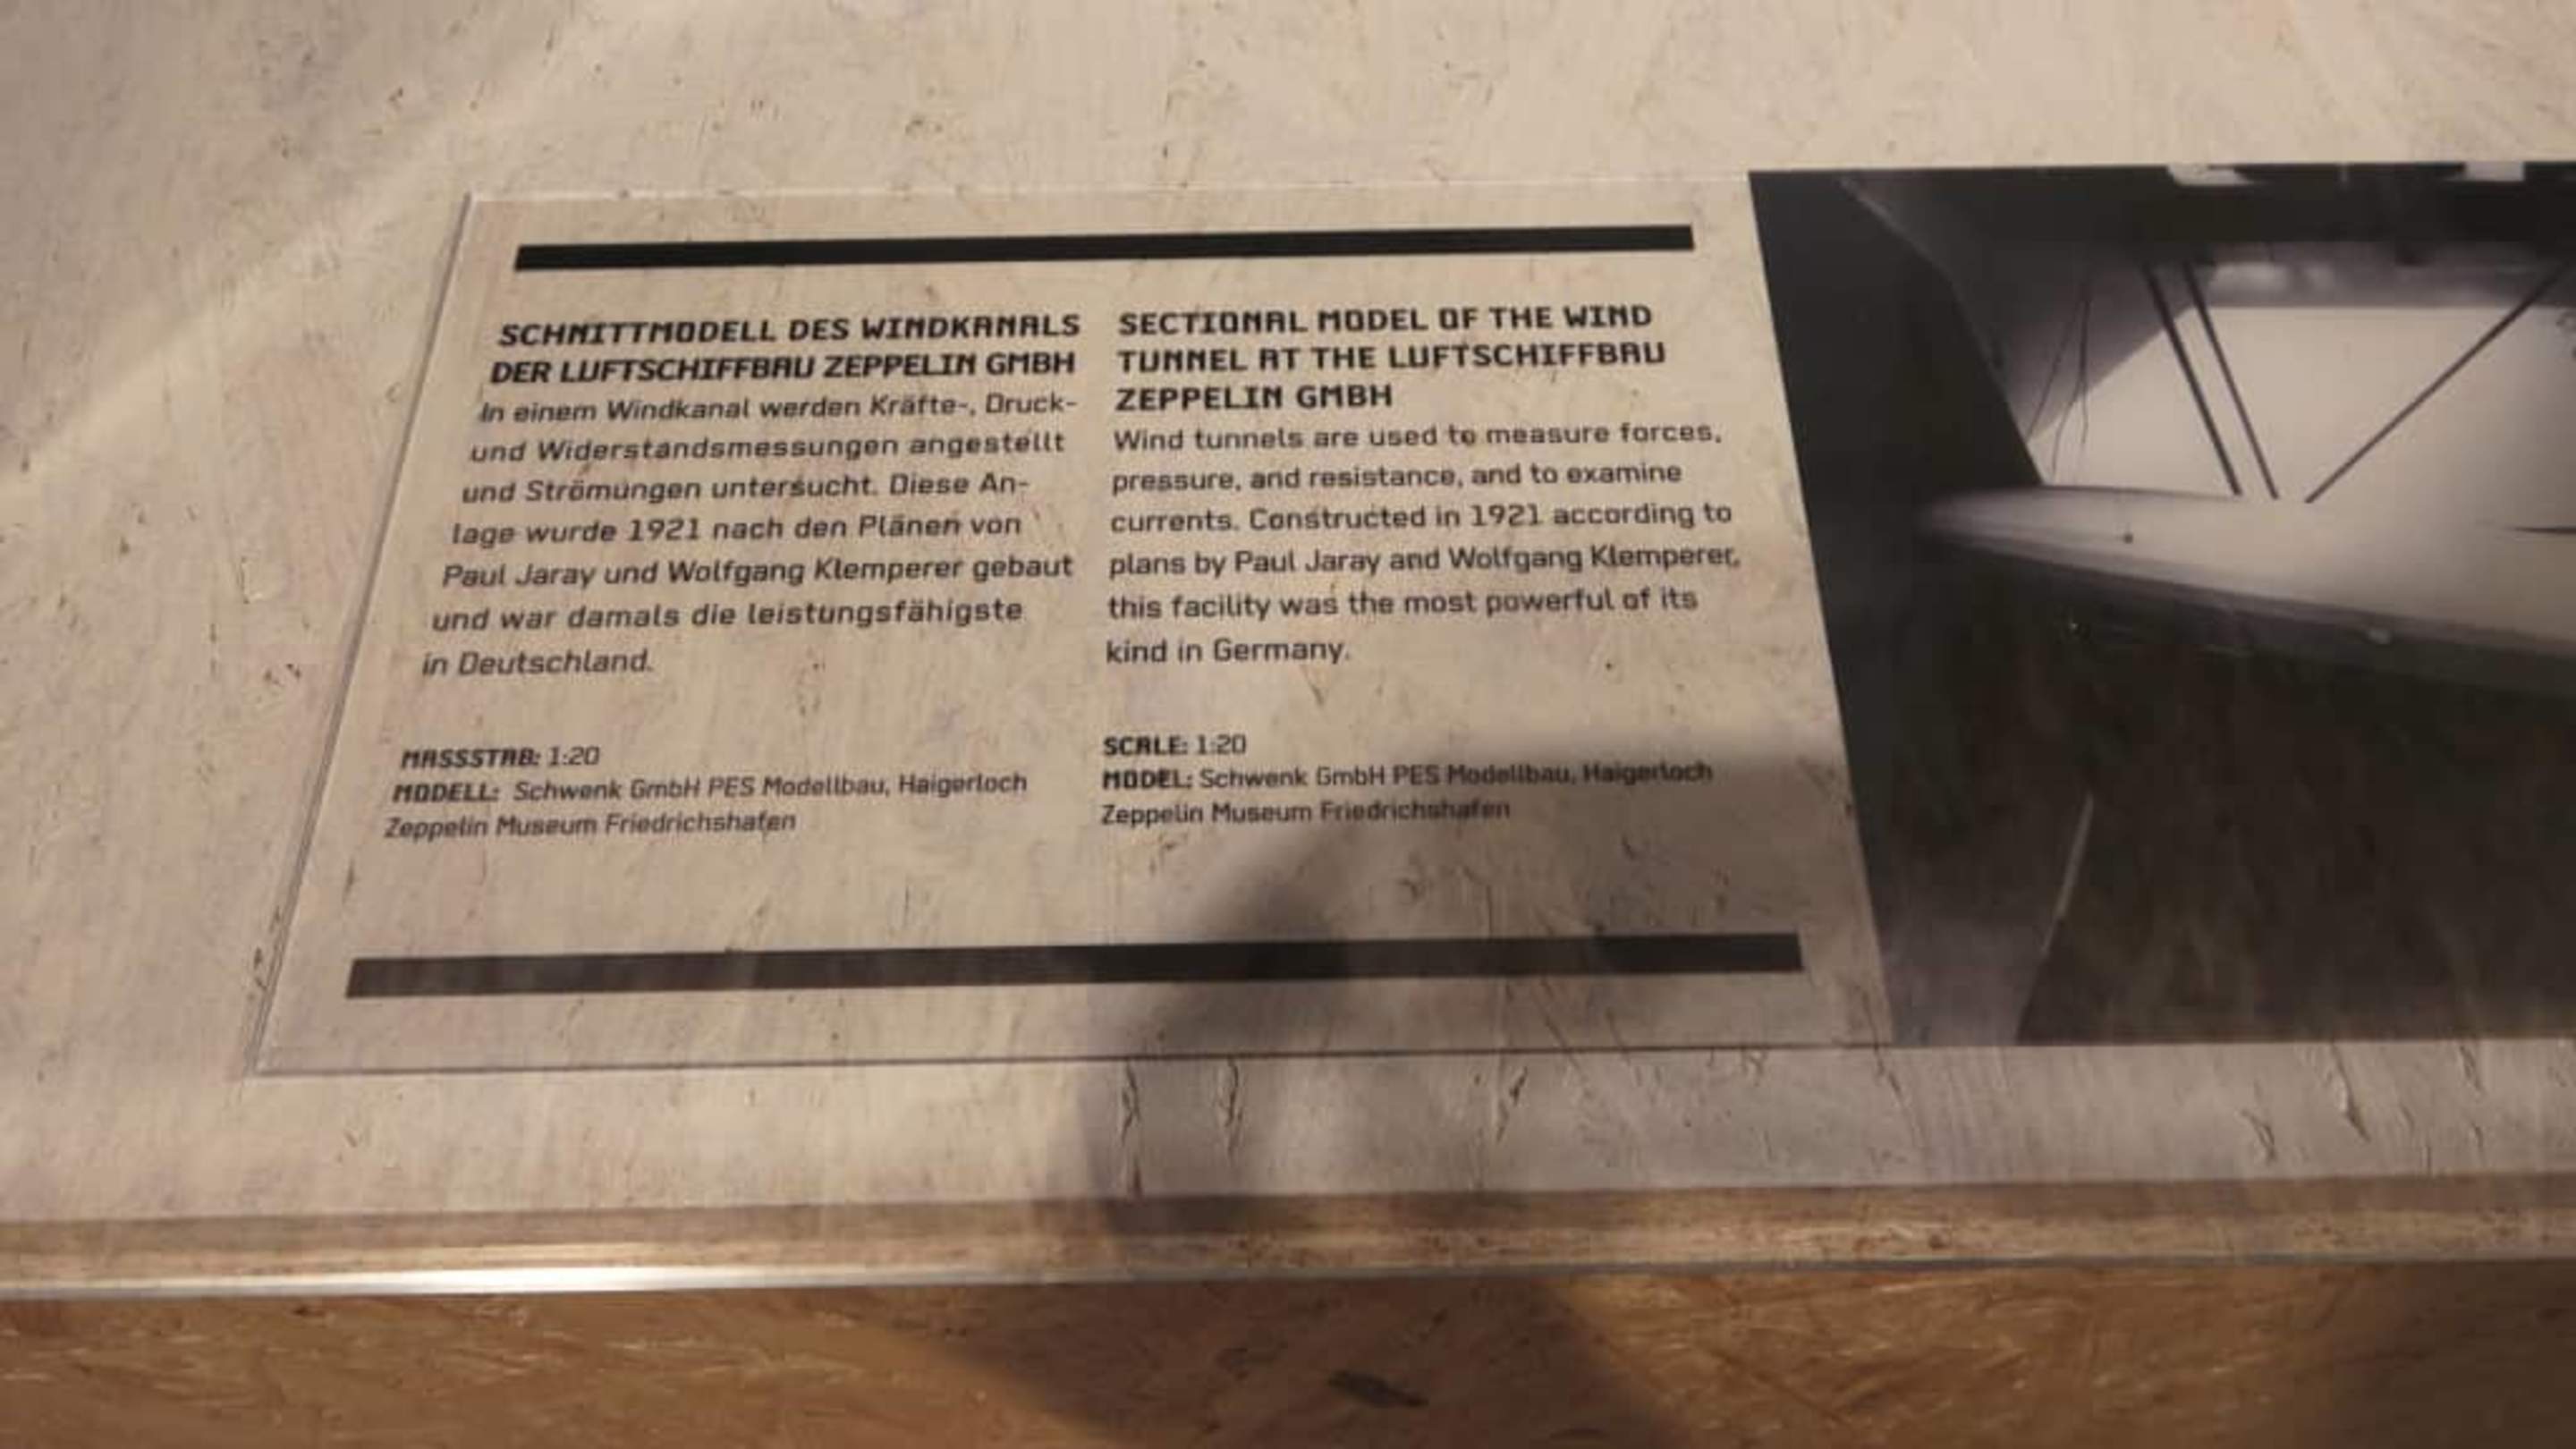 SCHNITTMODELL DES WINDKANALS
DER LUFTSCHIFFBAU ZEPPELIN GMBH
In einem Windkanal werden Kräfte-, Druck-
und Widerstandsmessungen angestellt
und Strömungen untersucht. Diese An-
lage wurde 1921 nach den Plänen von
Paul Jaray und Wolfgang Klemperer gebaut
und war damals die leistungsfähigste
in Deutschland.
MASSSTAB: 1:20
MODELL: Schwenk GmbH PES Modellbau, Haigerloch
Zeppelin Museum Friedrichshafen
SECTIONAL MODEL OF THE WIND
TUNNEL AT THE LUFTSCHIFFBAU
ZEPPELIN GMBH
Wind tunnels are used to measure forces,
pressure, and resistance, and to examine
currents. Constructed in 1921 according to
plans by Paul Jaray and Wolfgang Klemperer,
this facility was the most powerful of its
kind in Germany.
SCALE: 1:20
MODEL: Schwenk GmbH PES Modellbau, Haigerloch
Zeppelin Museum Friedrichshafen